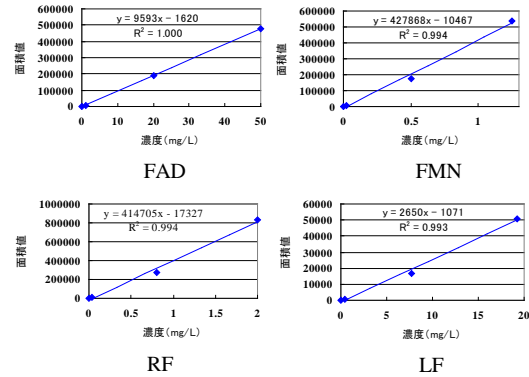 y = 9593x - 1620
R² = 1.000
面積値
600000
500000
400000
300000
200000
100000
0
0 10 20 30 40 50
濃度(mg/L)
FAD
y = 427868x - 10467
R² = 0.994
面積値
600000
500000
400000
300000
200000
100000
0
0 0.5 1
濃度(mg/L)
FMN
y = 414705x - 17327
R² = 0.994
面積値
1000000
800000
600000
400000
200000
0
0 0.5 1 1.5 2
濃度(mg/L)
RF
y = 2650x - 1071
R² = 0.993
面積値
60000
50000
40000
30000
20000
10000
0
0 5 10 15 20
濃度(mg/L)
LF